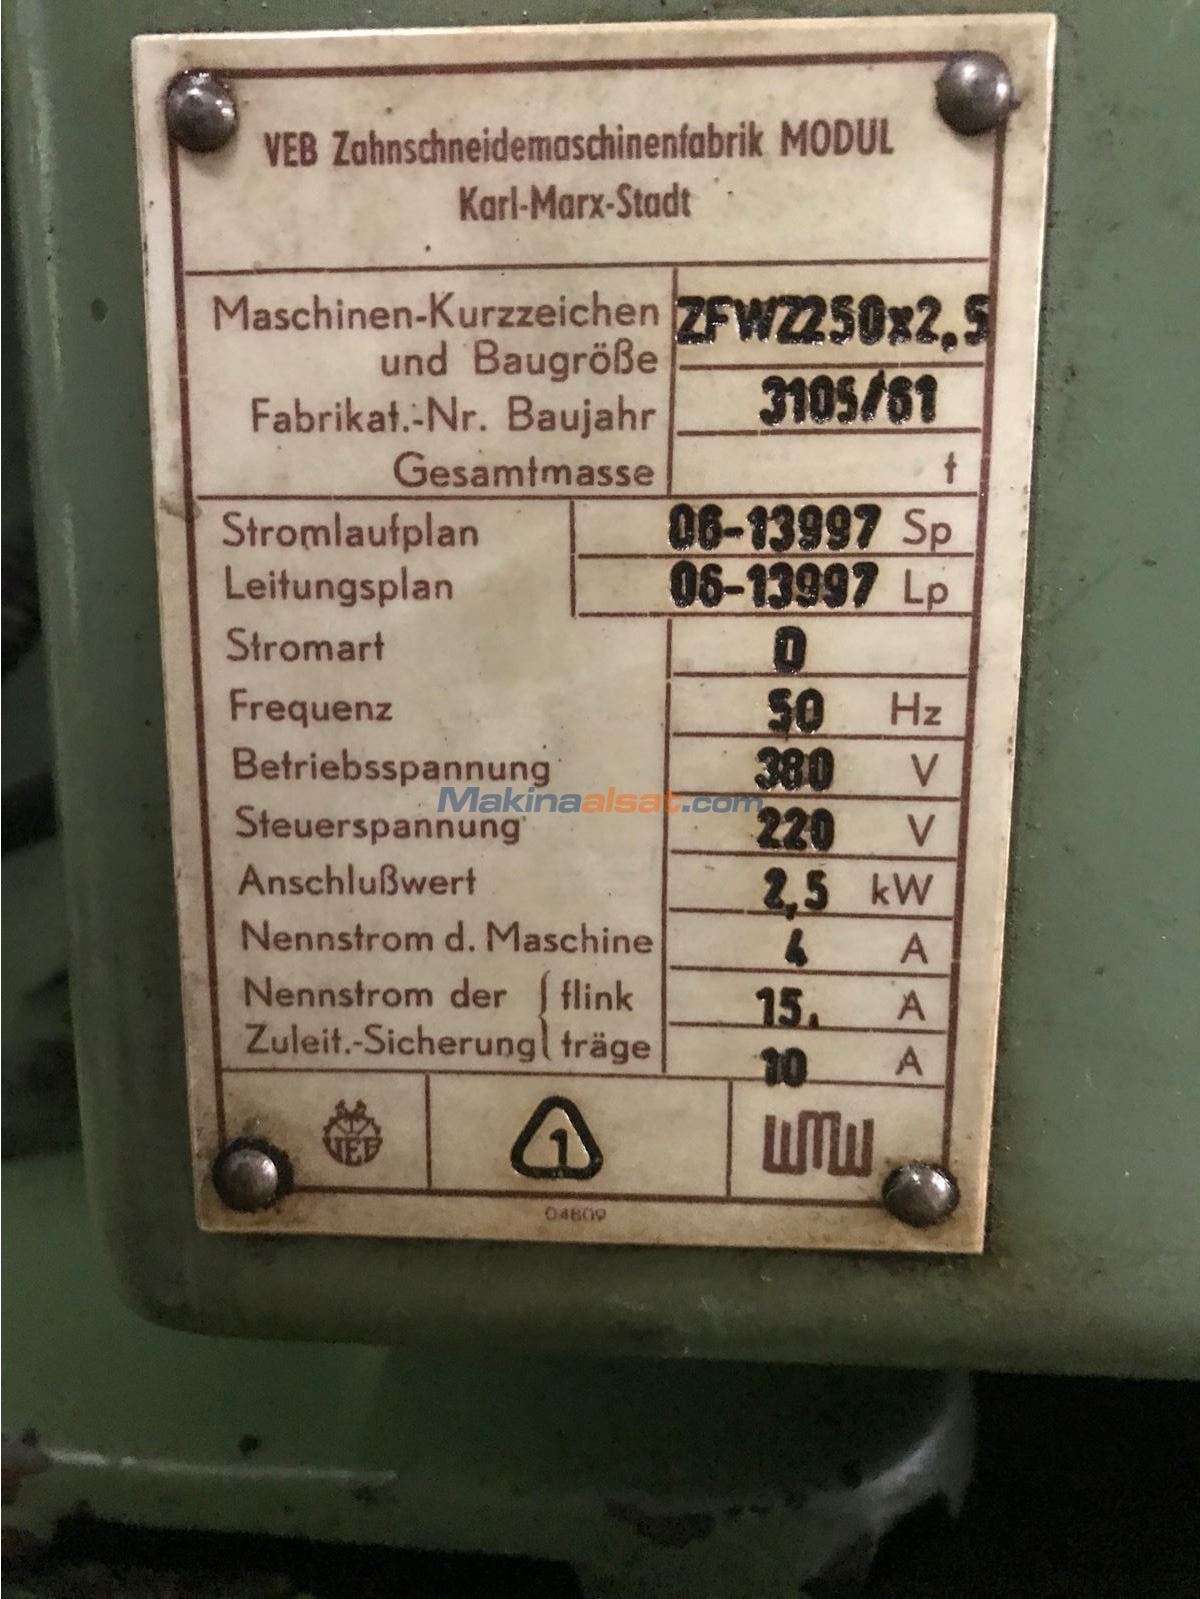 VEB Zahnschneidemaschinenfabrik MODUL
Karl-Marx-Stadt
Maschinen-Kurzzeichen ZFWZ250x2,5
und Baugröße
Fabrikat.-Nr. Baujahr 3105/61
Gesamtmasse t
Stromlaufplan 06-13997 Sp
Leitungsplan 06-13997 Lp
Stromart D
Frequenz 50 Hz
Betriebsspannung 380 V
Makinaalsat.com
Steuerspannung 220 V
Anschlußwert 2,5 kW
Nennstrom d. Maschine 4 A
Nennstrom der flink 15. A
Zuleit.-Sicherung träge 10 A
VEB 1 WMW
04809